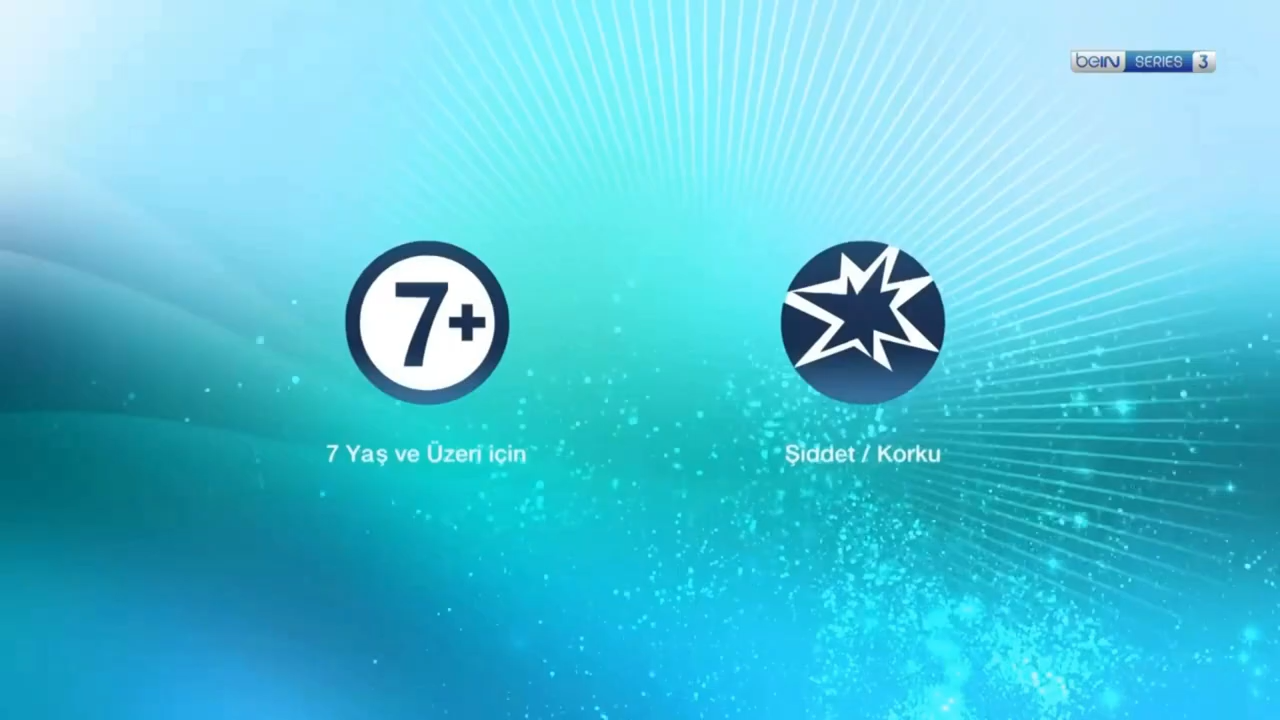 beIN SERIES 3
7+
7 Yaş ve Üzeri için
Şiddet / Korku